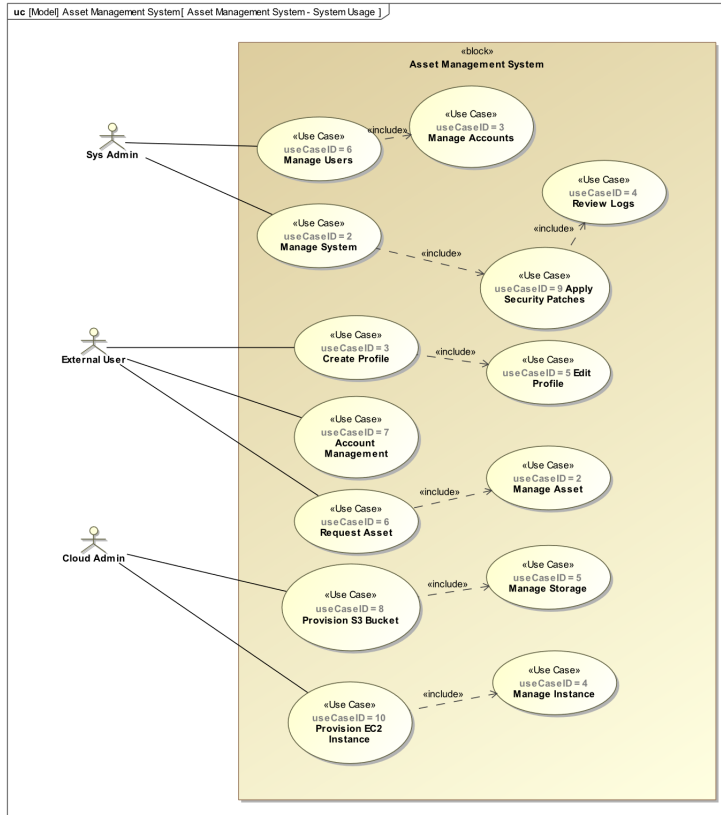 uc [Model] Asset Management System[ Asset Management System - System Usage ]
«block»
Asset Management System
Sys Admin
«Use Case»
useCaseID = 6
Manage Users
«include»
«Use Case»
useCaseID = 3
Manage Accounts
«Use Case»
useCaseID = 2
Manage System
«include»
«Use Case»
useCaseID = 9 Apply
Security Patches
«include»
«Use Case»
useCaseID = 4
Review Logs
External User
«Use Case»
useCaseID = 3
Create Profile
«include»
«Use Case»
useCaseID = 5 Edit
Profile
«Use Case»
useCaseID = 7
Account
Management
«Use Case»
useCaseID = 6
Request Asset
«include»
«Use Case»
useCaseID = 2
Manage Asset
Cloud Admin
«Use Case»
useCaseID = 8
Provision S3 Bucket
«include»
«Use Case»
useCaseID = 5
Manage Storage
«Use Case»
useCaseID = 10
Provision EC2
Instance
«include»
«Use Case»
useCaseID = 4
Manage Instance